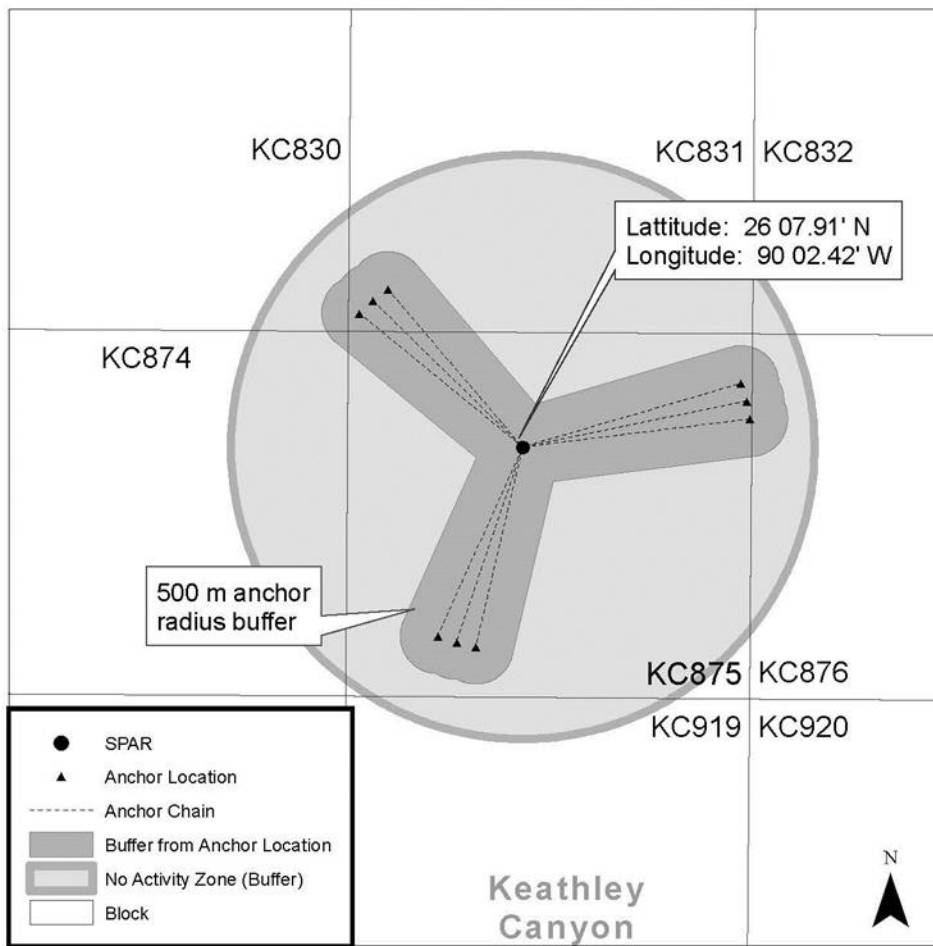 KC830
KC831
KC832
Lattitude: 26 07.91' N
Longitude: 90 02.42' W
KC874
500 m anchor
radius buffer
KC875
KC876
KC919
KC920
SPAR
Anchor Location
Anchor Chain
Buffer from Anchor Location
No Activity Zone (Buffer)
Block
Keathley
Canyon
N